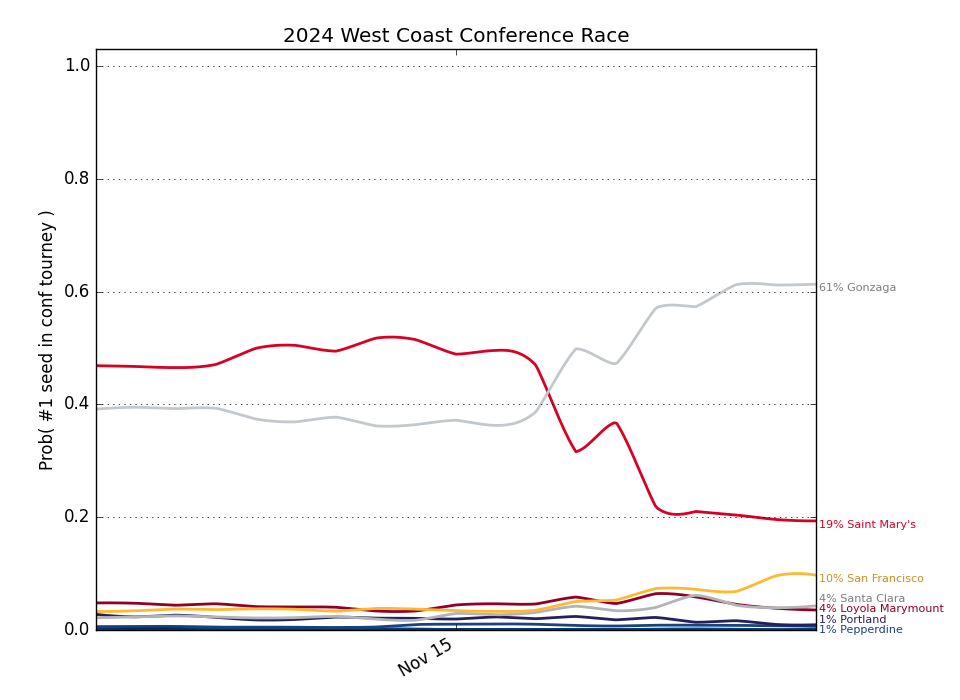 2024 West Coast Conference Race
Prob( #1 seed in conf tourney )
1.0
0.8
0.6
0.4
0.2
0.0
Nov 15
61% Gonzaga
19% Saint Mary's
10% San Francisco
4% Santa Clara
4% Loyola Marymount
1% Portland
1% Pepperdine